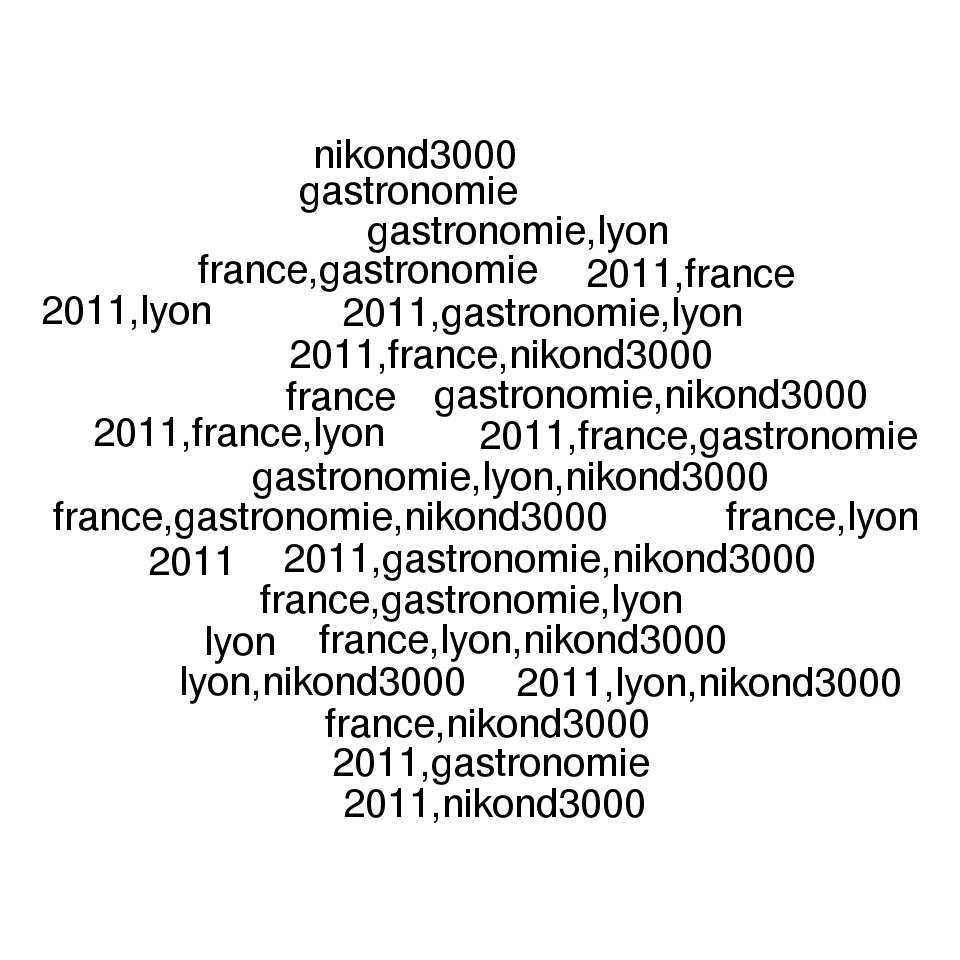 nikond3000
gastronomie
gastronomie,lyon
france,gastronomie 2011,france
2011,lyon 2011,gastronomie,lyon
2011,france,nikond3000
france gastronomie,nikond3000
2011,france,lyon 2011,france,gastronomie
gastronomie,lyon,nikond3000
france,gastronomie,nikond3000 france,lyon
2011 2011,gastronomie,nikond3000
france,gastronomie,lyon
lyon france,lyon,nikond3000
lyon,nikond3000 2011,lyon,nikond3000
france,nikond3000
2011,gastronomie
2011,nikond3000